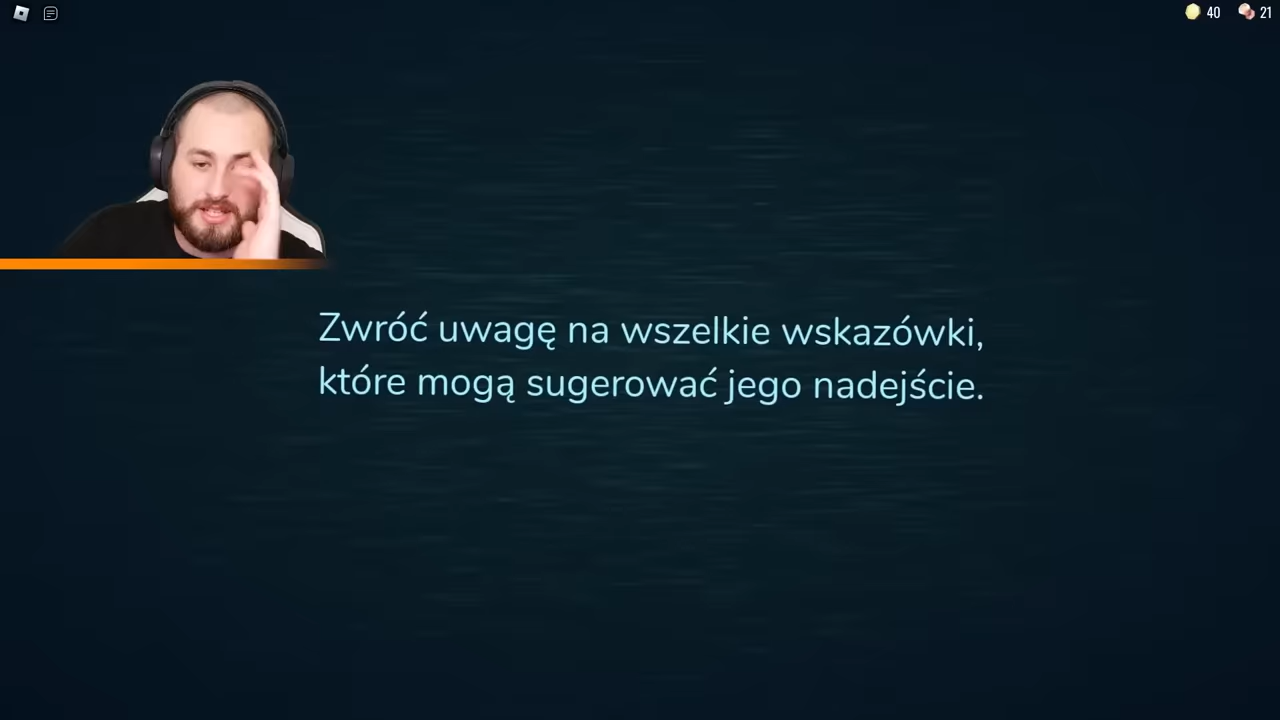 40 21
Zwróć uwagę na wszelkie wskazówki,
które mogą sugerować jego nadejście.